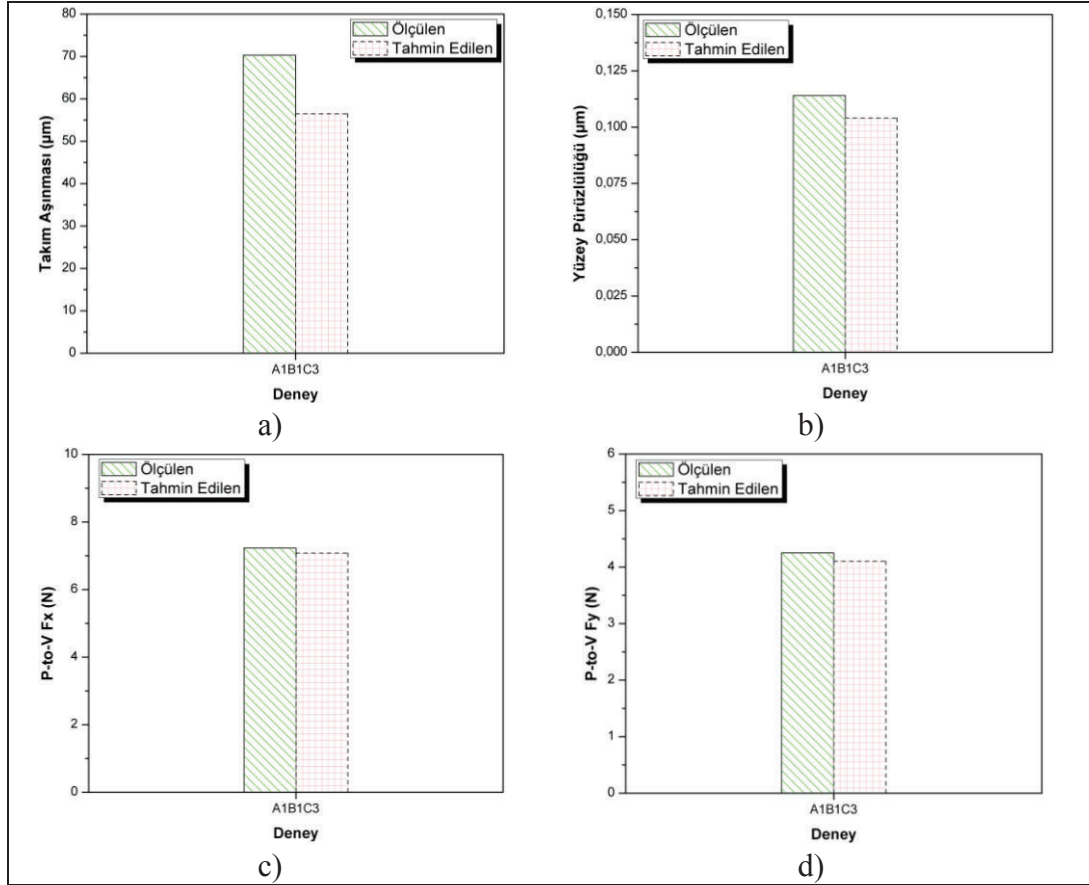 a)
b)
80
70
60
50
40
30
20
10
0
Takım Aşınması (µm)
Ölçülen
Tahmin Edilen
A1B1C3
Deney
0,150
0,125
0,100
0,075
0,050
0,025
0,000
Yüzey Pürüzlülüğü (µm)
Ölçülen
Tahmin Edilen
A1B1C3
Deney
a)
b)
10
8
6
4
2
0
P-to-V Fx (N)
Ölçülen
Tahmin Edilen
A1B1C3
Deney
6
5
4
3
2
1
0
P-to-V Fy (N)
Ölçülen
Tahmin Edilen
A1B1C3
Deney
c)
d)